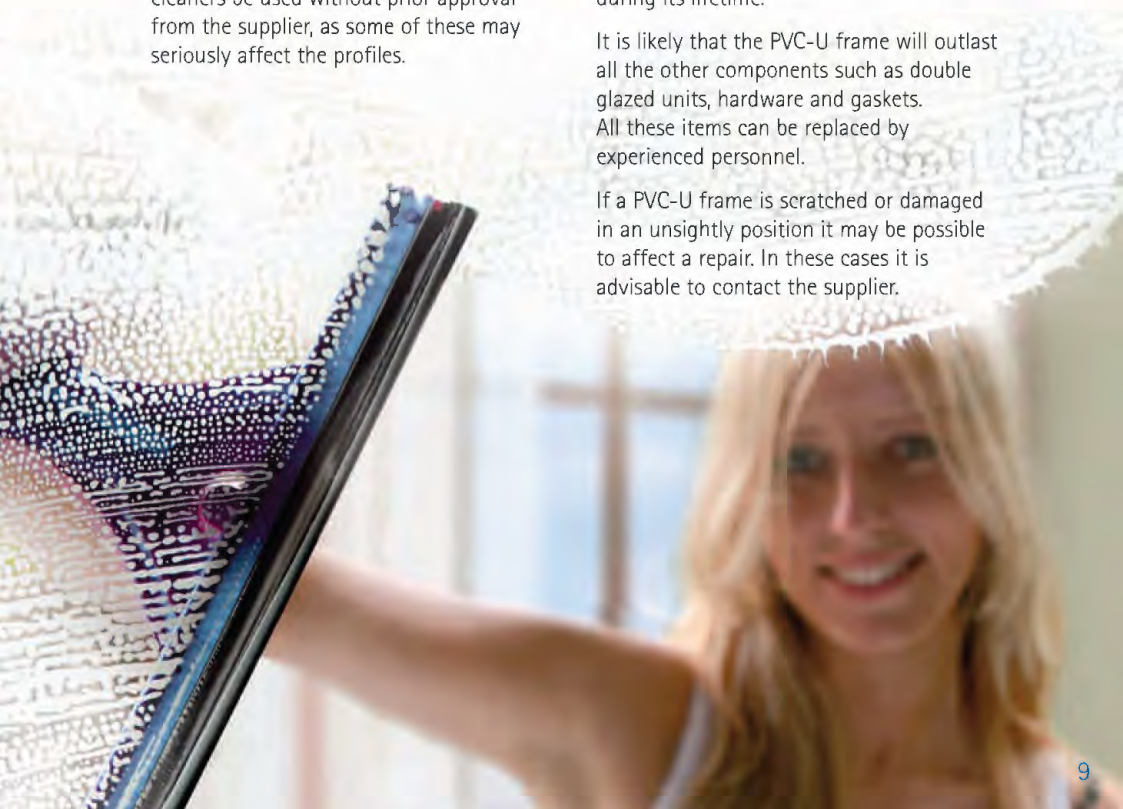 cleaners be used without prior approval
from the supplier, as some of these may
seriously affect the profiles.
during its lifetime.
It is likely that the PVC-U frame will outlast
all the other components such as double
glazed units, hardware and gaskets.
All these items can be replaced by
experienced personnel.
If a PVC-U frame is scratched or damaged
in an unsightly position it may be possible
to affect a repair. In these cases it is
advisable to contact the supplier.
9